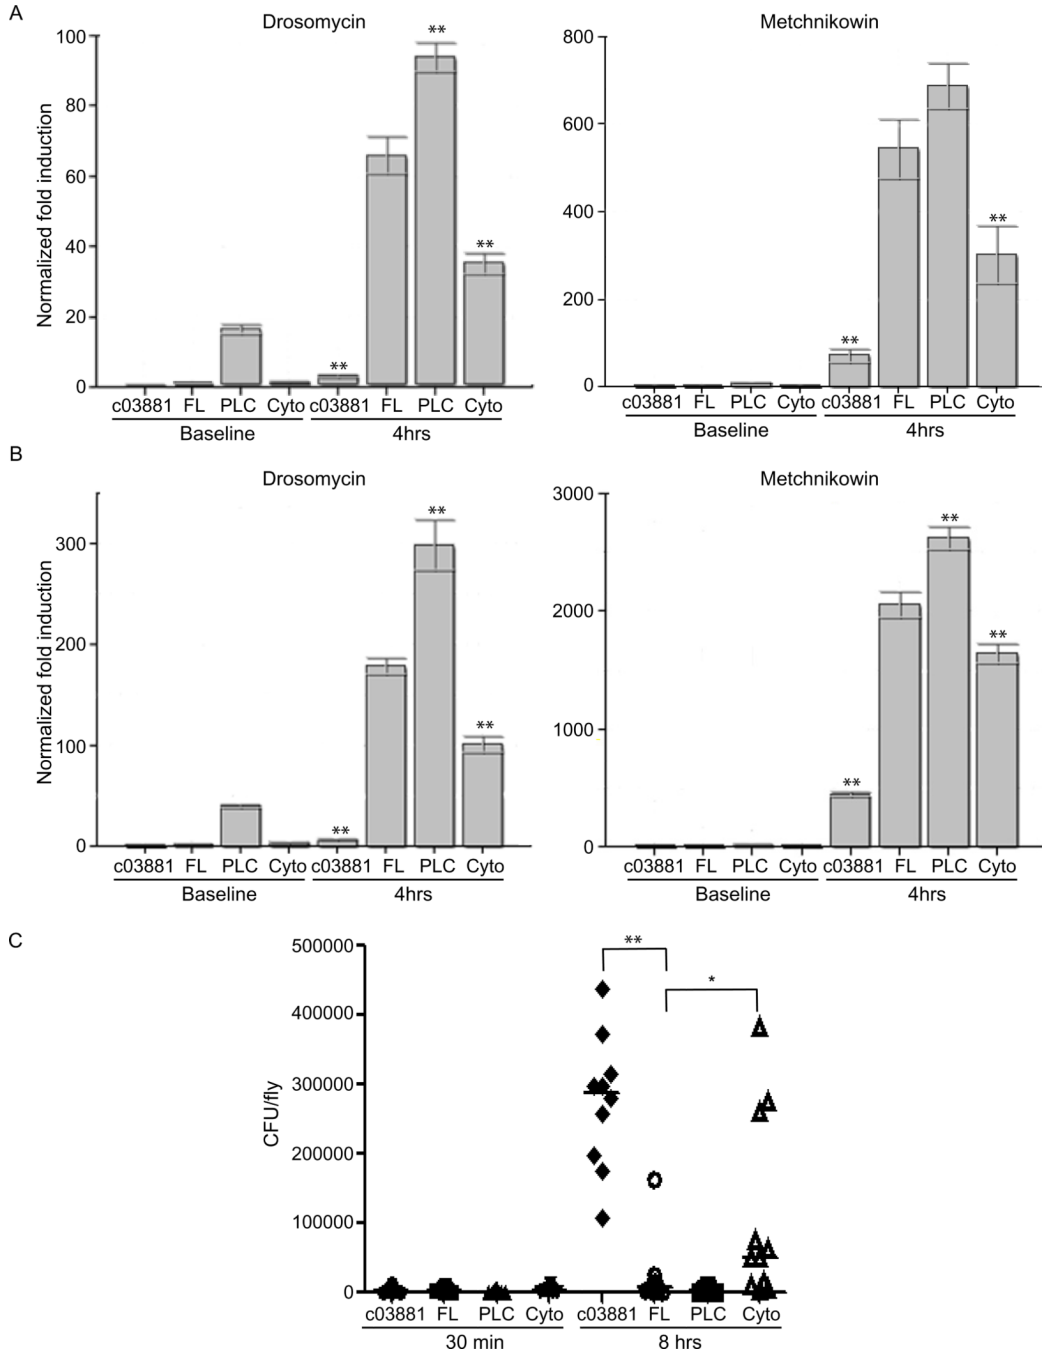 A
Drosomycin
Metchnikowin
Normalized fold induction
100
80
60
40
20
0
**
**
**
c03881 FL PLC Cyto c03881 FL PLC Cyto
Baseline 4hrs
800
600
400
200
0
**
**
c03881 FL PLC Cyto c03881 FL PLC Cyto
Baseline 4hrs
B
Drosomycin
Metchnikowin
Normalized fold induction
300
200
100
0
**
**
**
c03881 FL PLC Cyto c03881 FL PLC Cyto
Baseline 4hrs
3000
2000
1000
0
**
**
**
c03881 FL PLC Cyto c03881 FL PLC Cyto
Baseline 4hrs
C
CFU/fly
500000
400000
300000
200000
100000
0
**
*
c03881 FL PLC Cyto c03881 FL PLC Cyto
30 min 8 hrs